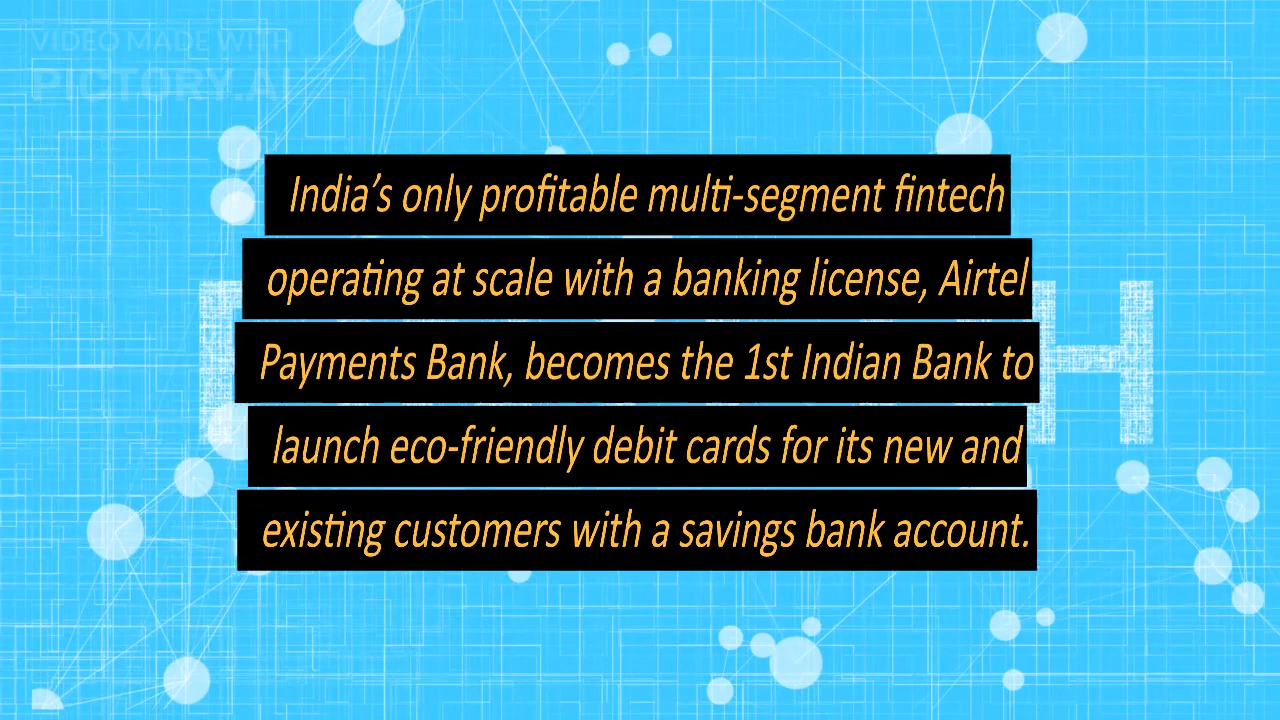 VIDEO MADE WITH
PICTORY.AI
India’s only profitable multi-segment fintech
operating at scale with a banking license, Airtel
Payments Bank, becomes the 1st Indian Bank to
launch eco-friendly debit cards for its new and
existing customers with a savings bank account.